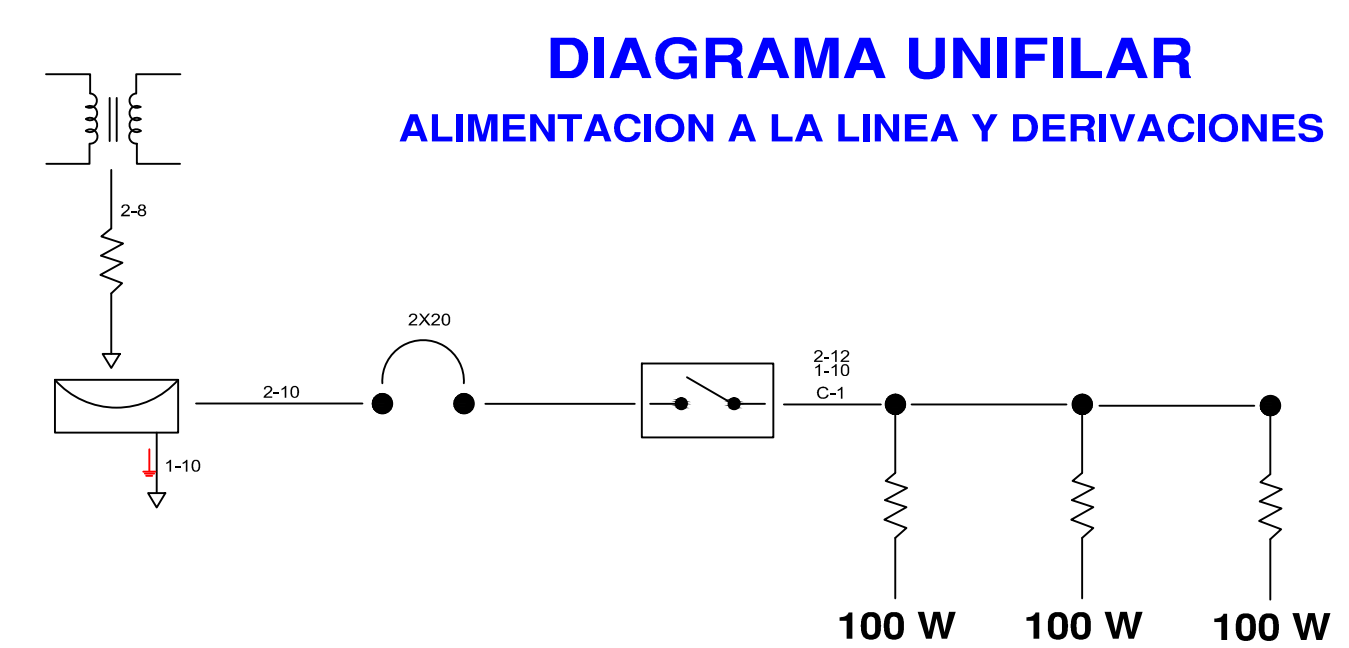 DIAGRAMA UNIFILAR
ALIMENTACION A LA LINEA Y DERIVACIONES
2-8
2X20
2-10
2-12
1-10
C-1
1-10
100 W
100 W
100 W